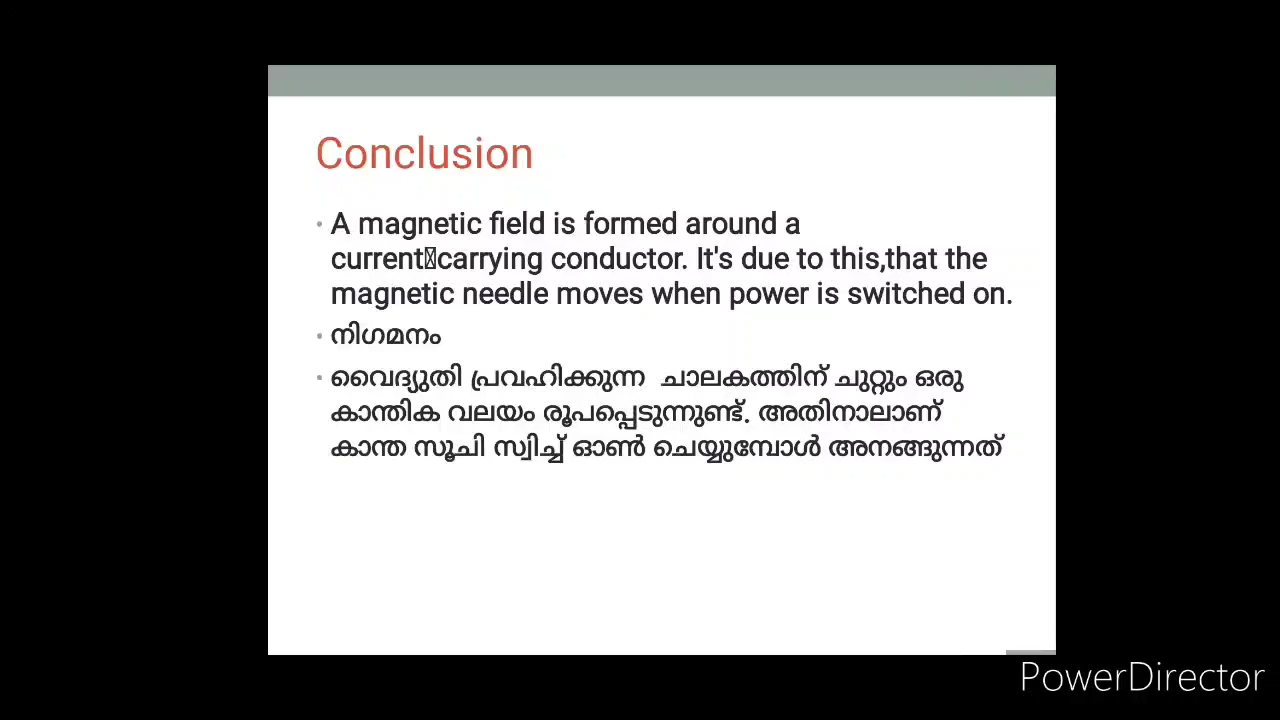 Conclusion
• A magnetic field is formed around a
current▯carrying conductor. It's due to this,that the
magnetic needle moves when power is switched on.
• നിഗമനം
• വൈദ്യുതി പ്രവഹിക്കുന്ന ചാലകത്തിന് ചുറ്റും ഒരു
കാന്തിക വലയം രൂപപ്പെടുന്നുണ്ട്. അതിനാലാണ്
കാന്ത സൂചി സ്വിച്ച് ഓൺ ചെയ്യുമ്പോൾ അനങ്ങുന്നത്
PowerDirector